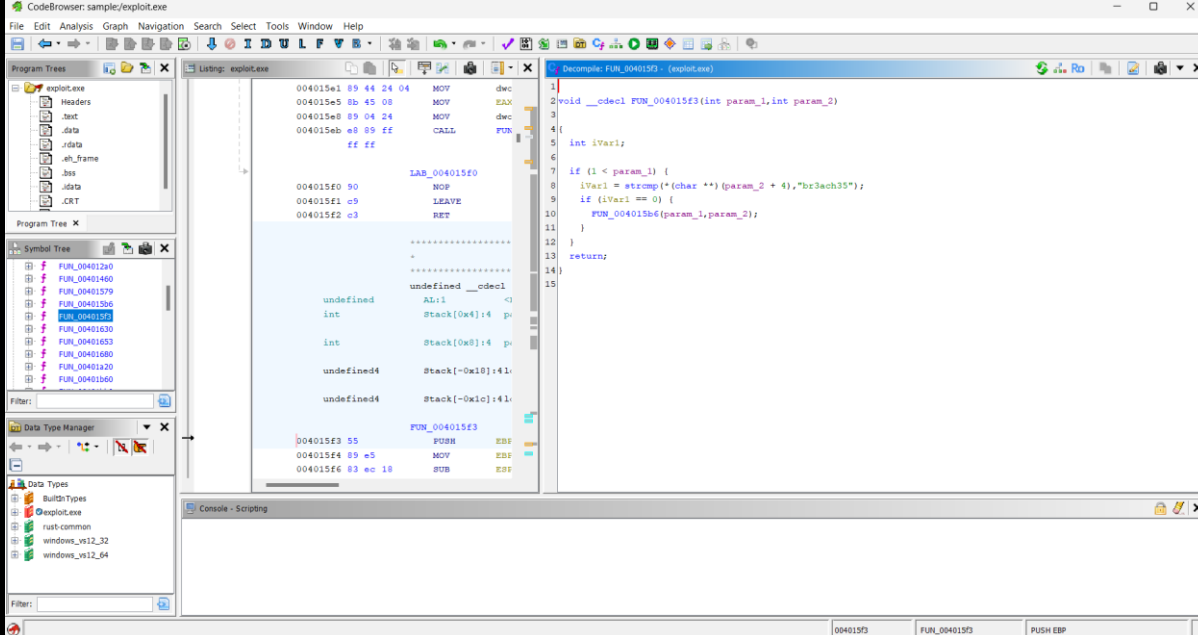 CodeBrowser: sample:/exploit.exe
File Edit Analysis Graph Navigation Search Select Tools Window Help
I D U L F V B
Program Trees
exploit.exe
Headers
.text
.data
.rdata
.eh_frame
.bss
.idata
.CRT
Program Tree
Symbol Tree
FUN_004012a0
FUN_00401460
FUN_00401579
FUN_004015b6
FUN_004015f3
FUN_00401630
FUN_00401653
FUN_00401680
FUN_00401a20
FUN_00401b60
Filter:
Data Type Manager
Data Types
BuiltInTypes
exploit.exe
rust-common
windows_vs12_32
windows_vs12_64
Filter:
Listing: exploit.exe
004015e1 89 44 24 04 MOV dwo
004015e5 8b 45 08 MOV EAX
004015e8 89 04 24 MOV dwo
004015eb e8 89 ff CALL FUN
ff ff
LAB_004015f0
004015f0 90 NOP
004015f1 c9 LEAVE
004015f2 c3 RET
*******************
*
*******************
undefined __cdecl
undefined AL:1
int Stack[0x4]:4
int Stack[0x8]:4
undefined4 Stack[-0x10]:4
undefined4 Stack[-0x1c]:4
FUN_004015f3
004015f3 55 PUSH EBP
004015f4 89 e5 MOV EBP
004015f6 83 ec 18 SUB ESP
Decompile: FUN_004015f3 - (exploit.exe)
Ro
1
2 void __cdecl FUN_004015f3(int param_1,int param_2)
3
4 {
5 int iVar1;
6
7 if (1 < param_1) {
8 iVar1 = strcmp(*(char **)(param_2 + 4),"br3ach35");
9 if (iVar1 == 0) {
10 FUN_004015b6(param_1,param_2);
11 }
12 }
13 return;
14 }
15
Console - Scripting
004015f3 FUN_004015f3 PUSH EBP